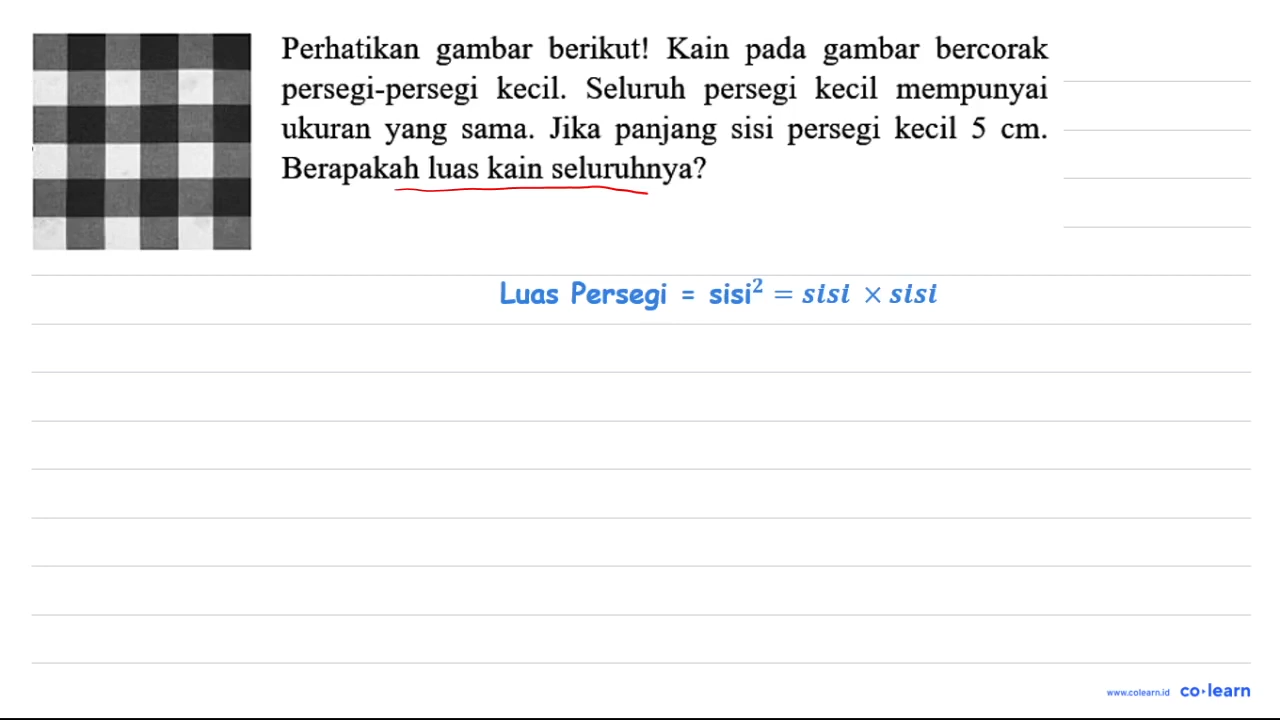 Perhatikan gambar berikut! Kain pada gambar bercorak
persegi-persegi kecil. Seluruh persegi kecil mempunyai
ukuran yang sama. Jika panjang sisi persegi kecil 5 cm.
Berapakah luas kain seluruhnya?
Luas Persegi = sisi² = sisi × sisi
www.colearn.id co·learn